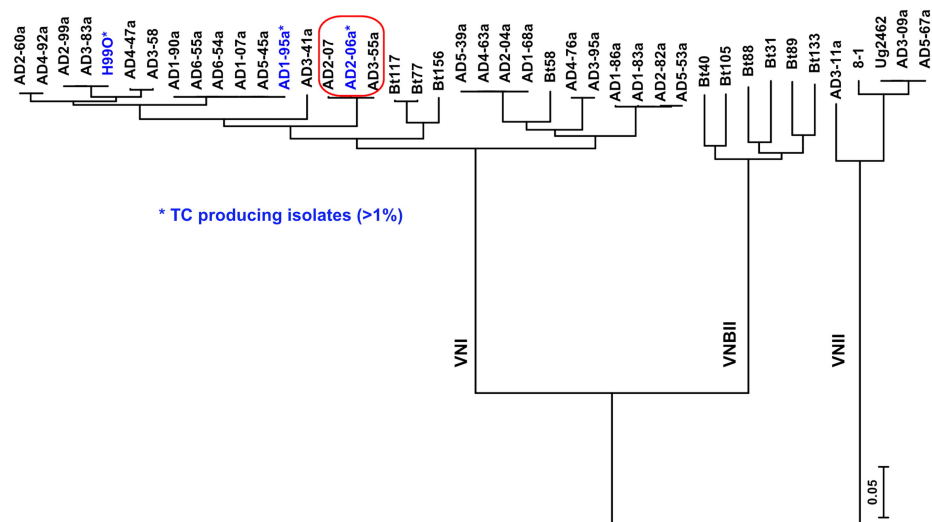 AD2-60a
AD4-92a
AD2-99a
AD3-83a
H99O*
AD4-47a
AD3-58
AD1-90a
AD6-55a
AD6-54a
AD1-07a
AD5-45a
AD1-95a*
AD3-41a
AD2-07
AD2-06a*
AD3-55a
Bt117
Bt77
Bt156
AD5-39a
AD4-63a
AD2-04a
AD1-68a
Bt58
AD4-76a
AD3-95a
AD1-86a
AD1-83a
AD2-82a
AD5-53a
Bt40
Bt105
Bt88
Bt31
Bt89
Bt133
AD3-11a
8-1
Ug2462
AD3-09a
AD5-67a
* TC producing isolates (>1%)
VNI
VNBII
VNII
0.05